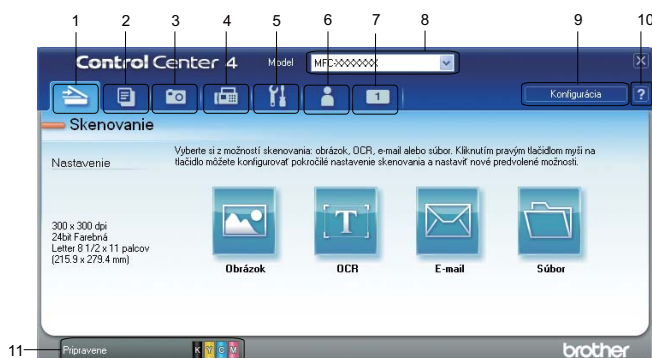 1 2 3 4 5 6 7 8 9 10
Control Center 4 Model MFC-XXXXXXX
1
Konfigurácia ?
Skenovanie
Nastavenie
Vyberte si z možností skenovania: obrázok, OCR, e-mail alebo súbor. Kliknutím pravým tlačidlom myši na
tlačidlo môžete konfigurovať pokročilé nastavenie skenovania a nastaviť nové predvolené možnosti.
300 x 300 dpi
24bit Farebná
Letter 8 1/2 x 11 palcov
(215.9 x 279.4 mm)
T
Obrázok OCR E-mail Súbor
11 Pripravene K Y C M brother